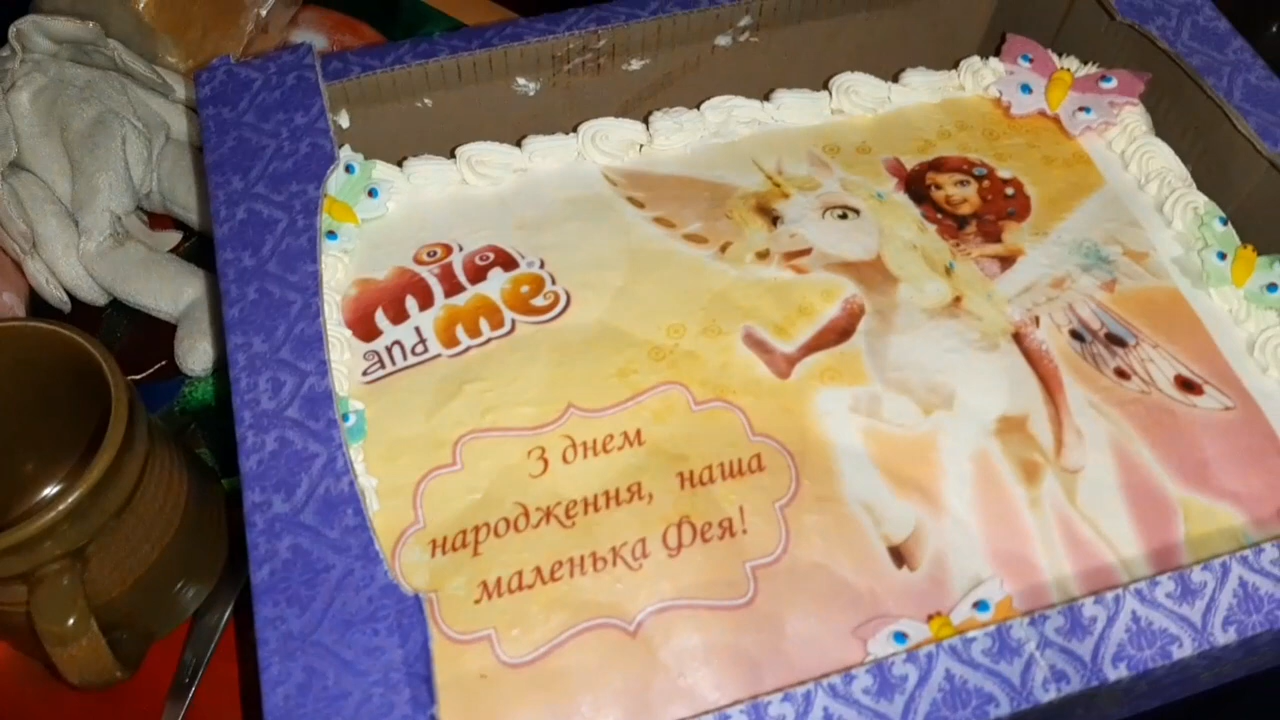 mia
and me
З днем
народження, наша
маленька Фея!